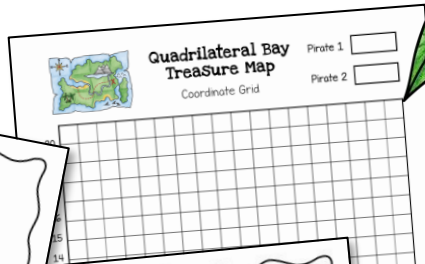 Quadrilateral Bay
Treasure Map
Coordinate Grid
Pirate 1
Pirate 2
15
14